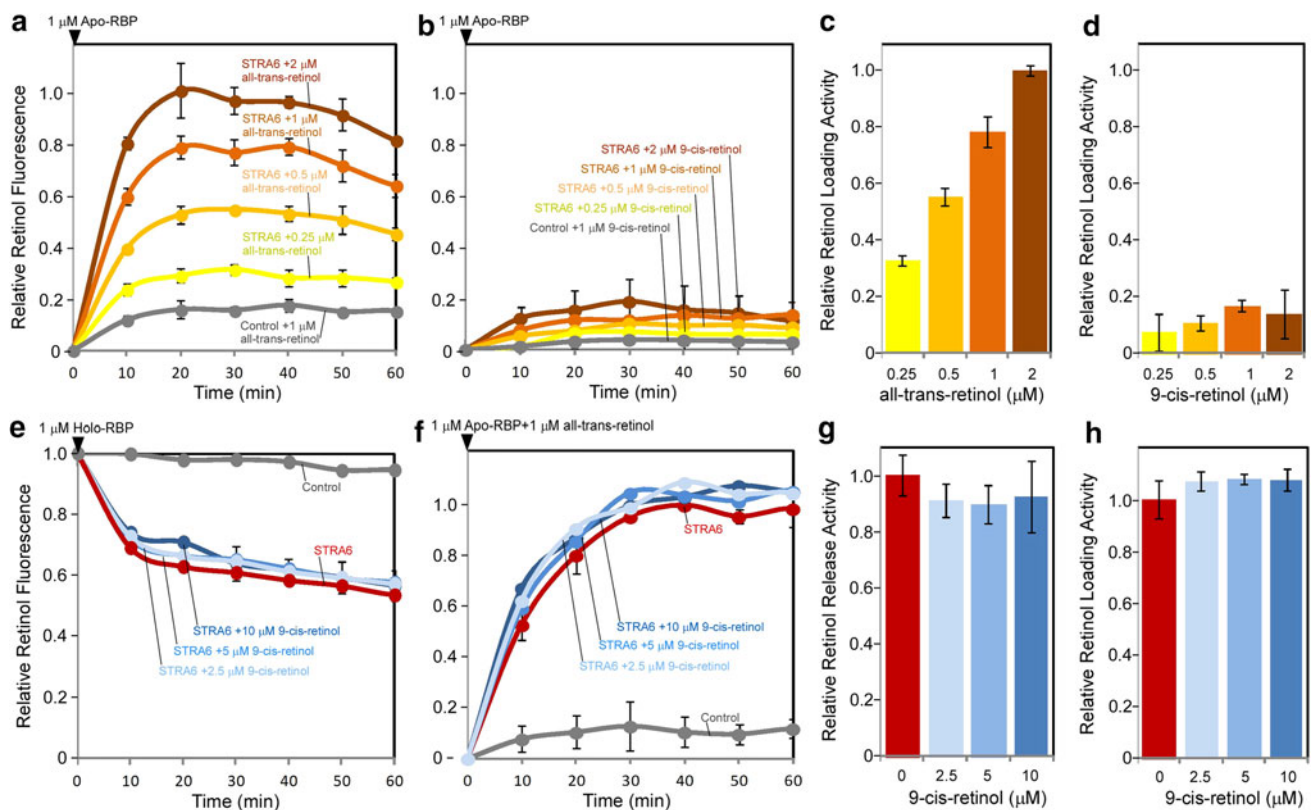 a
1 μM Apo-RBP
Relative Retinol Fluorescence
1.0
0.8
0.6
0.4
0.2
0
STRA6 +2 μM
all-trans-retinol
STRA6 +1 μM
all-trans-retinol
STRA6 +0.5 μM
all-trans-retinol
STRA6 +0.25 μM
all-trans-retinol
Control +1 μM
all-trans-retinol
0 10 20 30 40 50 60
Time (min)
b
1 μM Apo-RBP
1.0
0.8
0.6
0.4
0.2
0
STRA6 +2 μM 9-cis-retinol
STRA6 +1 μM 9-cis-retinol
STRA6 +0.5 μM 9-cis-retinol
STRA6 +0.25 μM 9-cis-retinol
Control +1 μM 9-cis-retinol
0 10 20 30 40 50 60
Time (min)
c
Relative Retinol Loading Activity
1.0
0.8
0.6
0.4
0.2
0
0.25 0.5 1 2
all-trans-retinol (μM)
d
Relative Retinol Loading Activity
1.0
0.8
0.6
0.4
0.2
0
0.25 0.5 1 2
9-cis-retinol (μM)
e
1 μM Holo-RBP
Relative Retinol Fluorescence
1.0
0.8
0.6
0.4
0.2
0
Control
STRA6
STRA6 +10 μM 9-cis-retinol
STRA6 +5 μM 9-cis-retinol
STRA6 +2.5 μM 9-cis-retinol
0 10 20 30 40 50 60
Time (min)
f
1 μM Apo-RBP+1 μM all-trans-retinol
1.0
0.8
0.6
0.4
0.2
0
STRA6
STRA6 +10 μM 9-cis-retinol
STRA6 +5 μM 9-cis-retinol
STRA6 +2.5 μM 9-cis-retinol
Control
0 10 20 30 40 50 60
Time (min)
g
Relative Retinol Release Activity
1.0
0.8
0.6
0.4
0.2
0
0 2.5 5 10
9-cis-retinol (μM)
h
Relative Retinol Loading Activity
1.0
0.8
0.6
0.4
0.2
0
0 2.5 5 10
9-cis-retinol (μM)